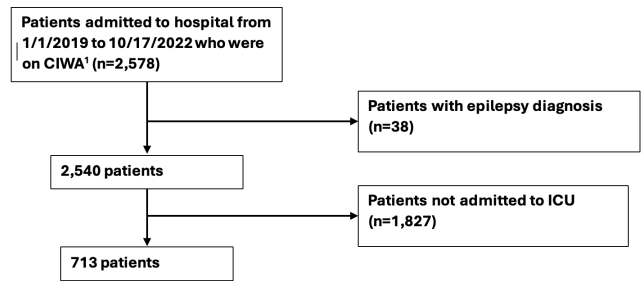 Patients admitted to hospital from
1/1/2019 to 10/17/2022 who were
on CIWA¹ (n=2,578)
Patients with epilepsy diagnosis
(n=38)
2,540 patients
Patients not admitted to ICU
(n=1,827)
713 patients